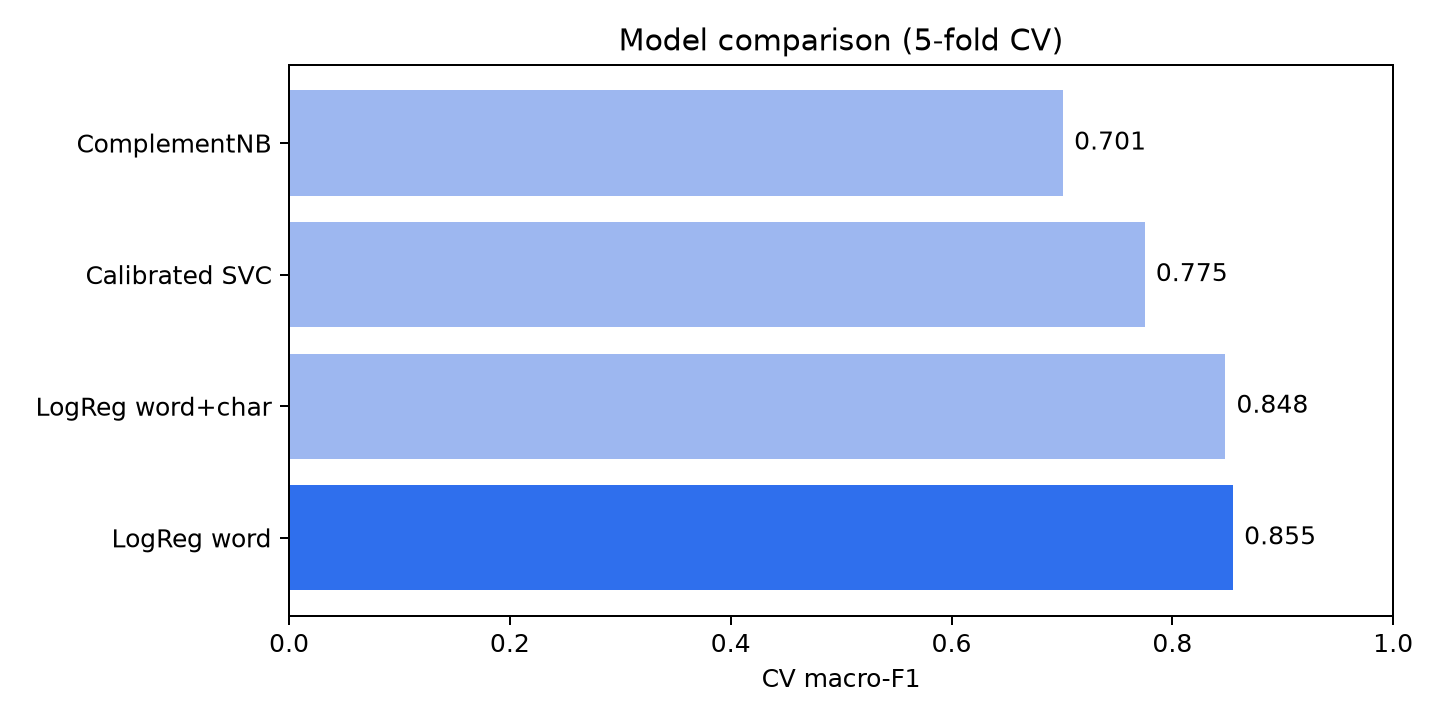 Model comparison (5-fold CV)
ComplementNB
0.701
Calibrated SVC
0.775
LogReg word+char
0.848
LogReg word
0.855
0.0 0.2 0.4 0.6 0.8 1.0
CV macro-F1